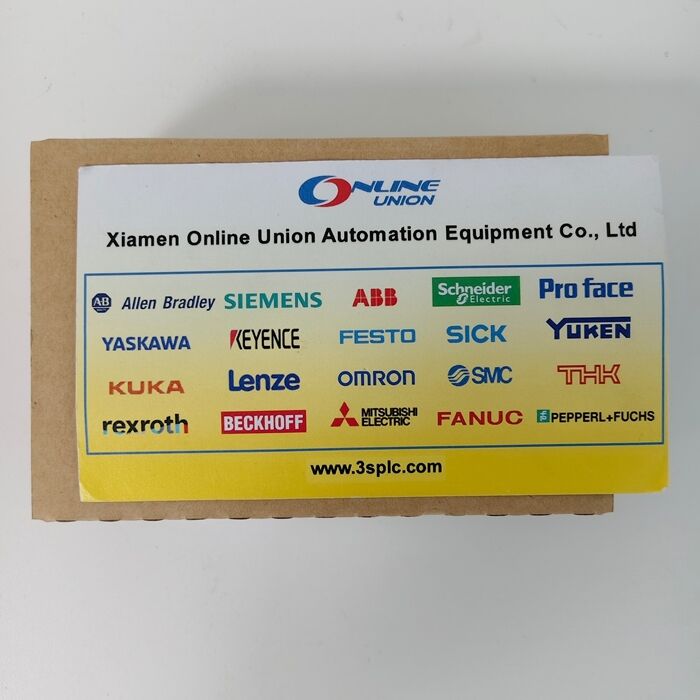 ONLINE
UNION
Xiamen Online Union Automation Equipment Co., Ltd
AB Allen Bradley SIEMENS ABB Schneider Electric Pro face
YASKAWA KEYENCE FESTO SICK YUKEN
KUKA Lenze OMRON SMC THK
rexroth BECKHOFF MITSUBISHI ELECTRIC FANUC PEPPERL+FUCHS
www.3splc.com